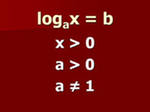 logₐx = b
x > 0
a > 0
a ≠ 1